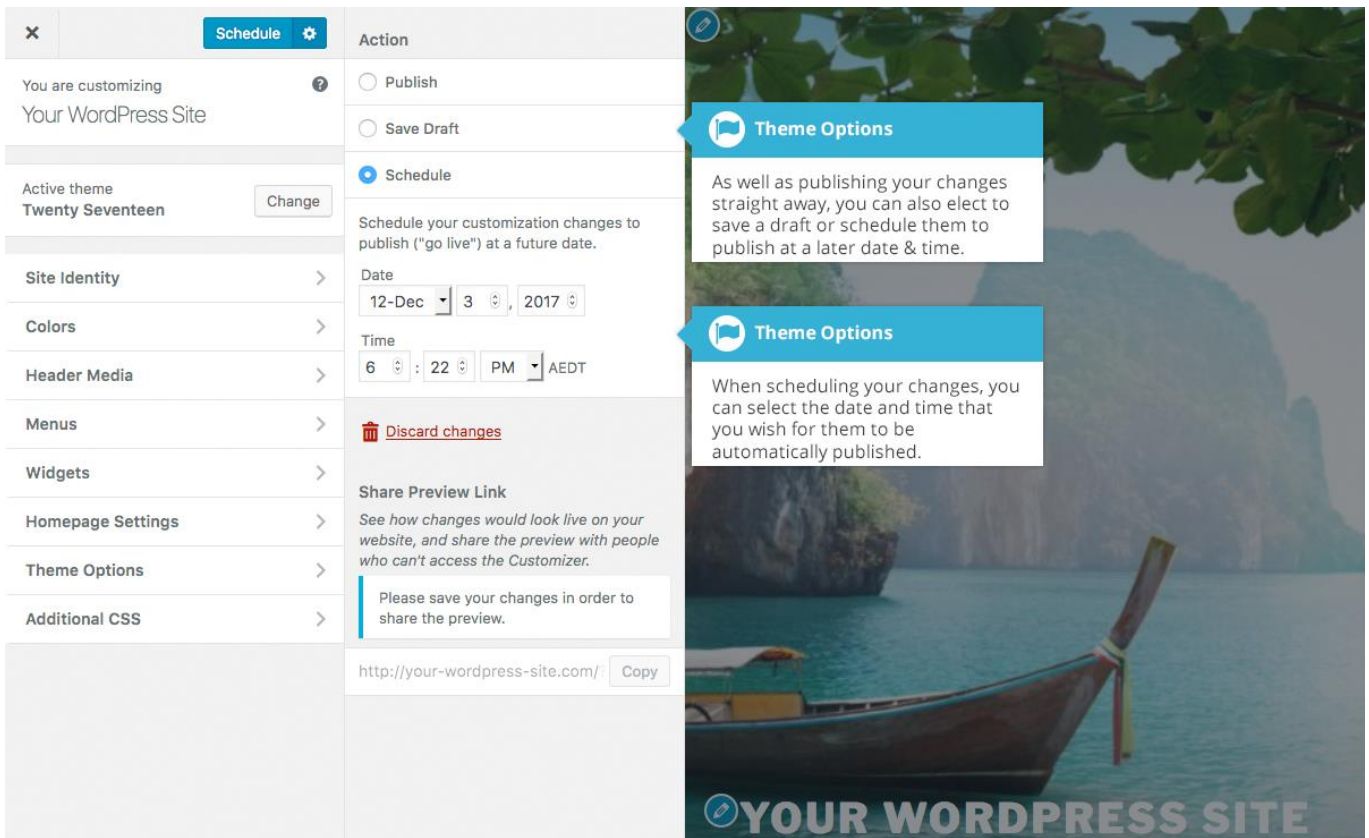 Schedule
You are customizing
Your WordPress Site
Active theme
Twenty Seventeen
Change
Site Identity
Colors
Header Media
Menus
Widgets
Homepage Settings
Theme Options
Additional CSS
Action
Publish
Save Draft
Schedule
Schedule your customization changes to
publish ("go live") at a future date.
Date
12-Dec 3 , 2017
Time
6 : 22 PM AEDT
Discard changes
Share Preview Link
See how changes would look live on your
website, and share the preview with people
who can't access the Customizer.
Please save your changes in order to
share the preview.
http://your-wordpress-site.com/ Copy
Theme Options
As well as publishing your changes
straight away, you can also elect to
save a draft or schedule them to
publish at a later date & time.
Theme Options
When scheduling your changes, you
can select the date and time that
you wish for them to be
automatically published.
YOUR WORDPRESS SITE